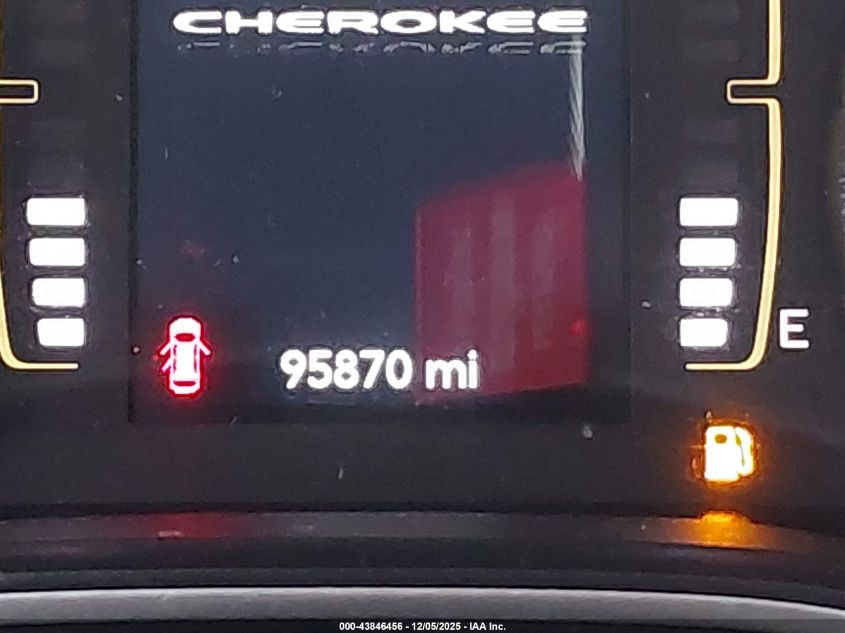 CHEROKEE
E
95870 mi
000-43846456 - 12/05/2025 - IAA Inc.